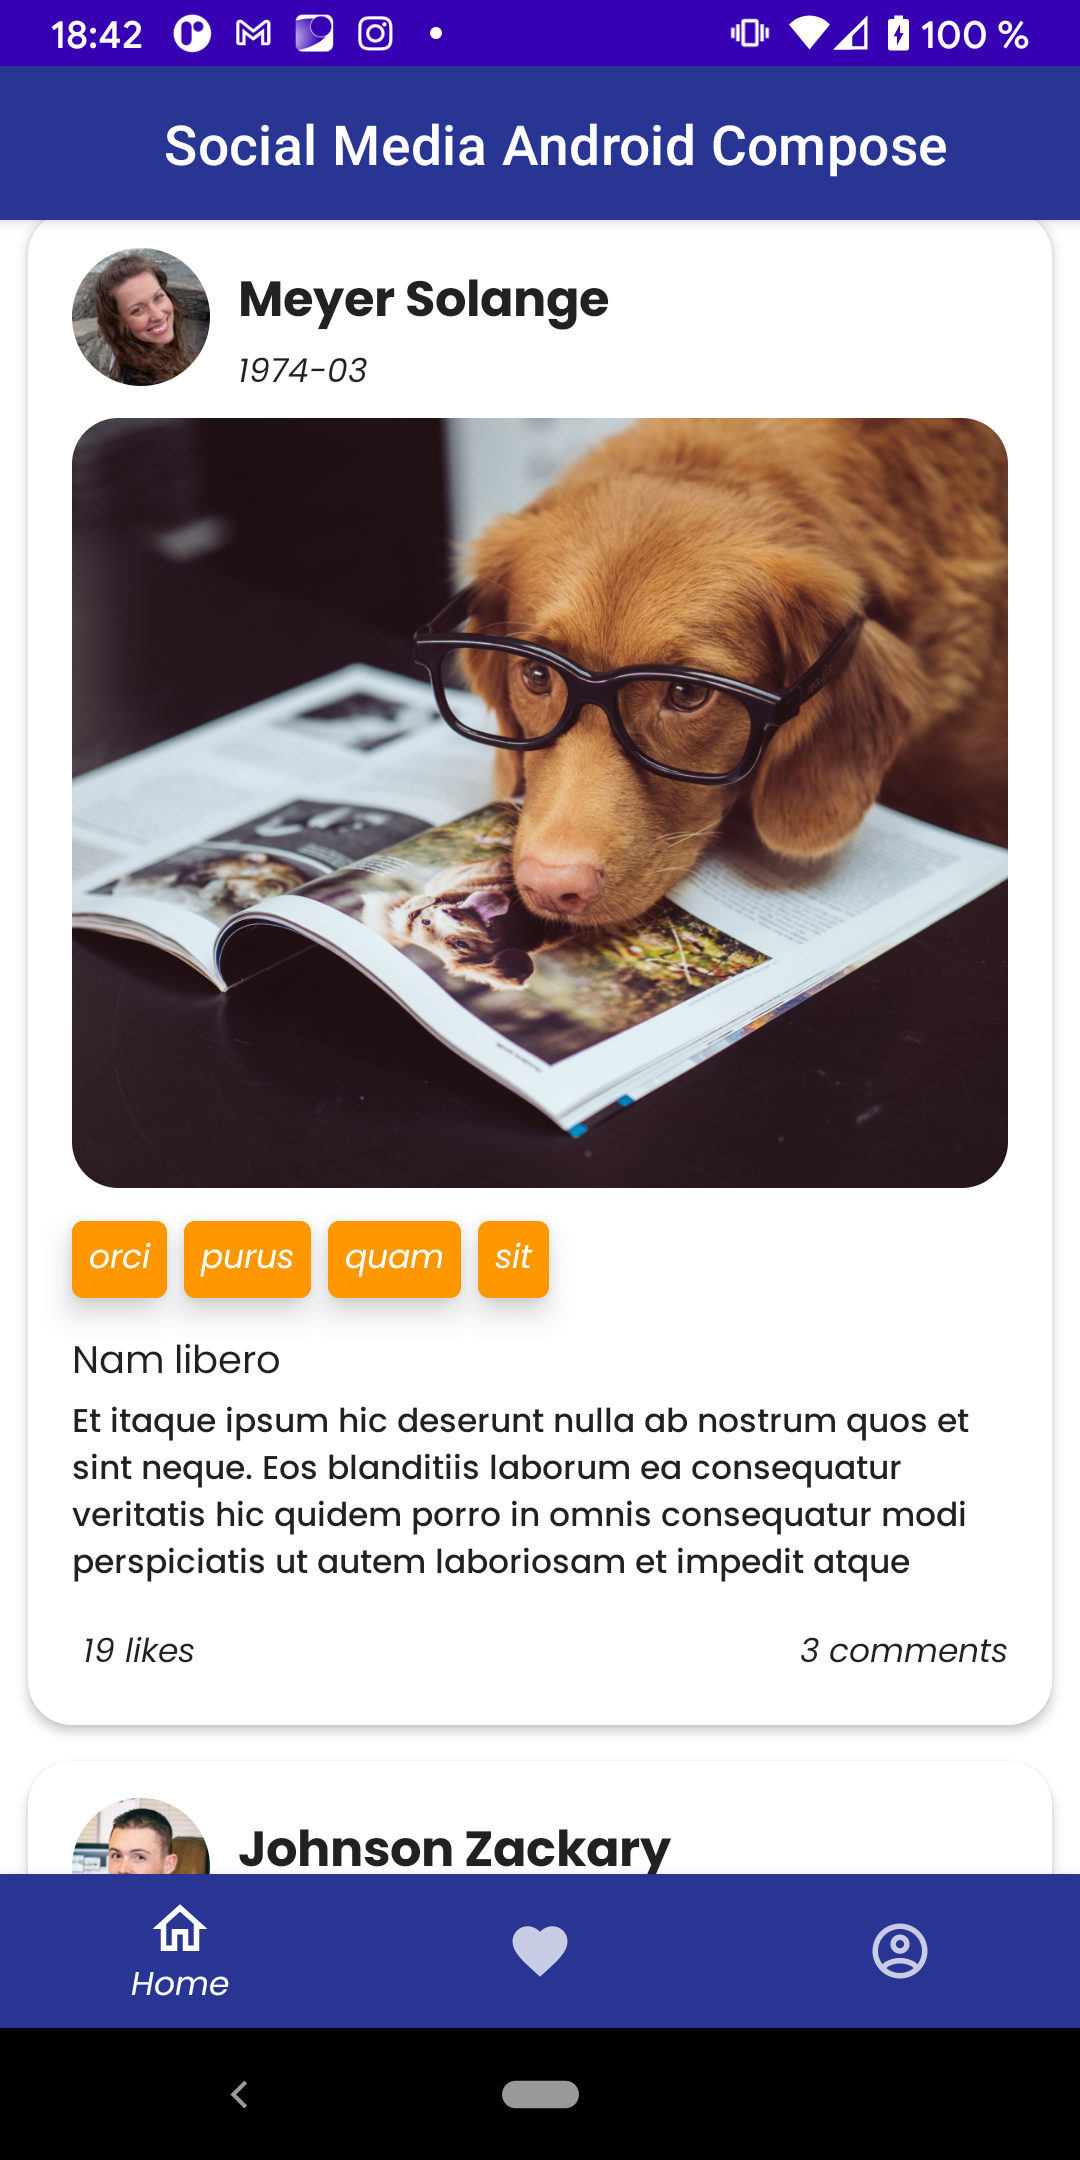 18:42
100 %
Social Media Android Compose
Meyer Solange
1974-03
orci purus quam sit
Nam libero
Et itaque ipsum hic deserunt nulla ab nostrum quos et
sint neque. Eos blanditiis laborum ea consequatur
veritatis hic quidem porro in omnis consequatur modi
perspiciatis ut autem laboriosam et impedit atque
19 likes
3 comments
Johnson Zackary
Home